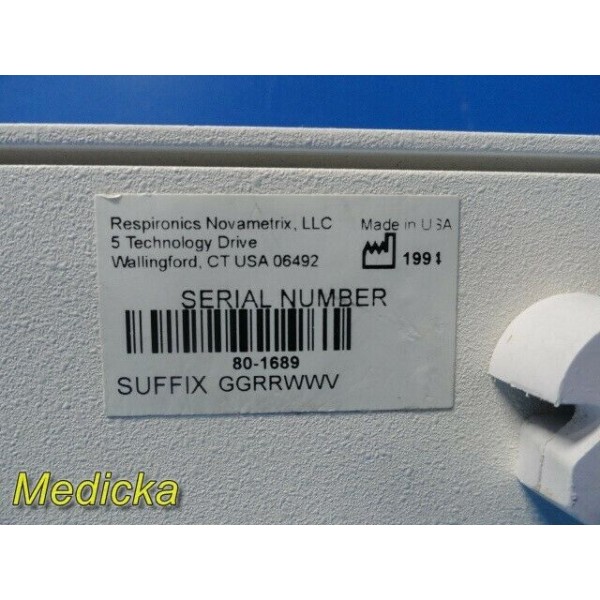 Respironics Novametrix, LLC
5 Technology Drive
Wallingford, CT USA 06492
Made in USA
SERIAL NUMBER
80-1689
SUFFIX GGRRWWV
Medicka